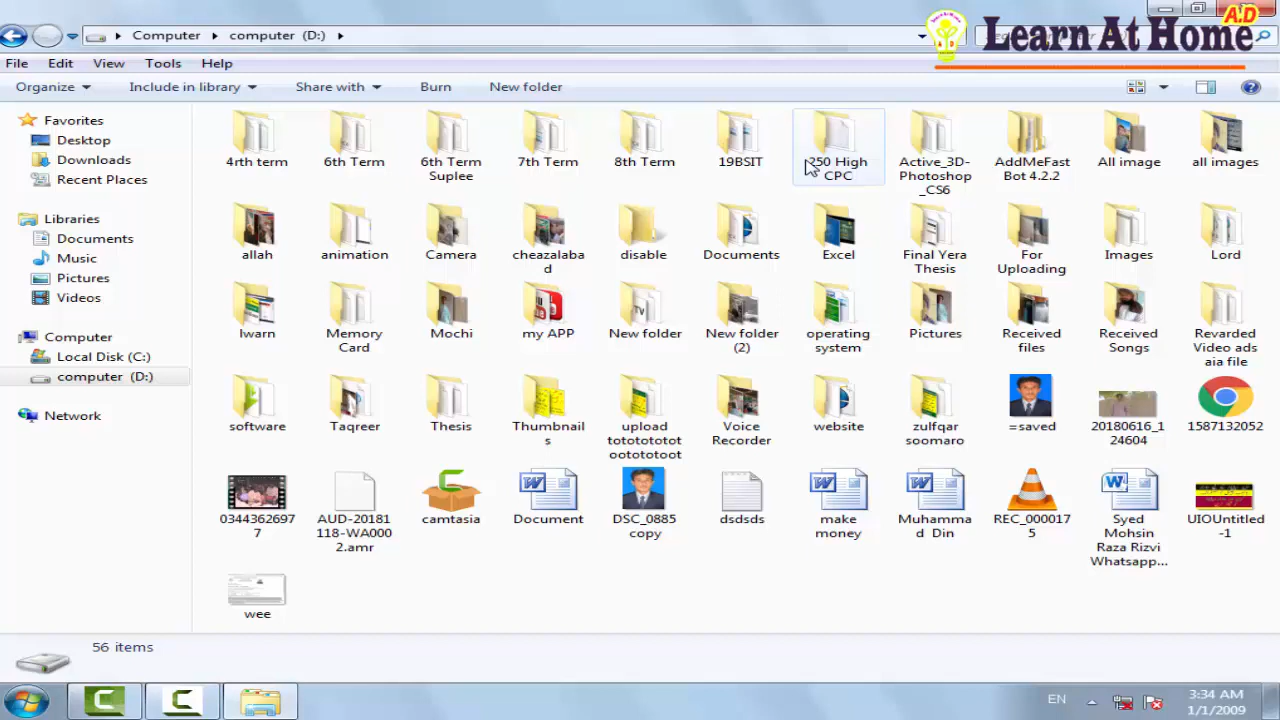 A.D
Learn At Home
Computer computer (D:)
File Edit View Tools Help
Organize Include in library Share with Burn New folder
Favorites
Desktop
Downloads
Recent Places
Libraries
Documents
Music
Pictures
Videos
Computer
Local Disk (C:)
computer (D:)
Network
4rth term
6th Term
6th Term
Suplee
7th Term
8th Term
19BSIT
250 High
CPC
Active_3D-
Photoshop
_CS6
AddMeFast
Bot 4.2.2
All image
all images
allah
animation
Camera
cheazalaba
d
disable
Documents
Excel
Final Yera
Thesis
For
Uploading
Images
Lord
lwarn
Memory
Card
Mochi
my APP
New folder
New folder
(2)
operating
system
Pictures
Received
files
Received
Songs
Revarded
Video ads
aia file
software
Taqreer
Thesis
Thumbnail
s
upload
totototototot
ootototoot
Voice
Recorder
website
zulfqar
soomaro
=saved
20180616_1
24604
1587132052
0344362697
7
AUD-20181
118-WA000
2.amr
camtasia
Document
DSC_0885
copy
dsdsds
make
money
Muhamma
d Din
REC_000017
5
Syed
Mohsin
Raza Rizvi
Whatsapp...
UIOUntitled
-1
wee
56 items
EN
3:34 AM
1/1/2009